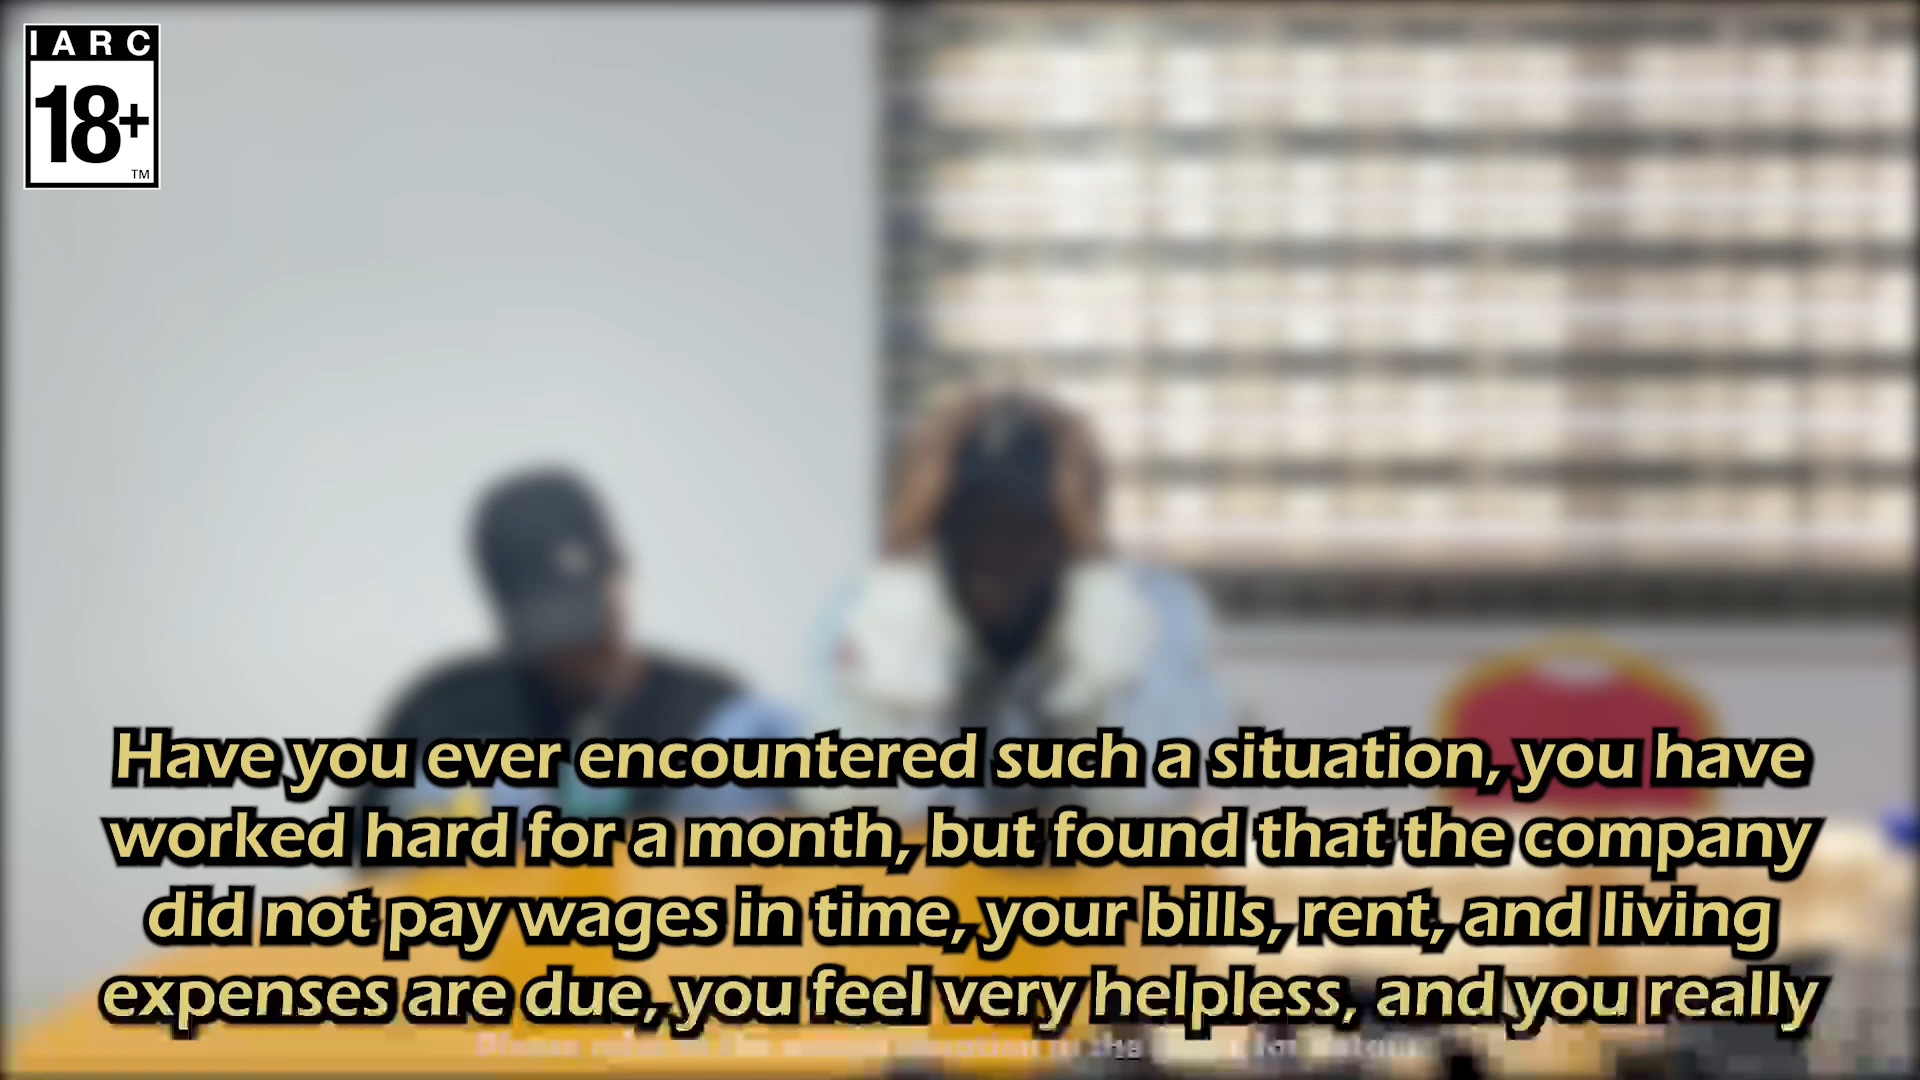 IARC
18+
TM
Have you ever encountered such a situation, you have
worked hard for a month, but found that the company
did not pay wages in time, your bills, rent, and living
expenses are due, you feel very helpless, and you really